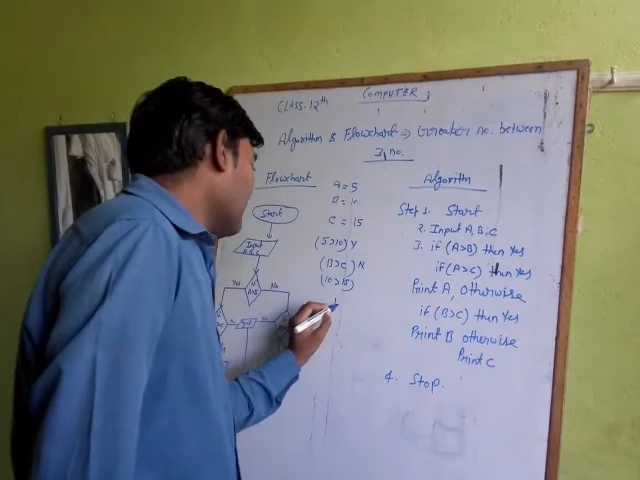 COMPUTER
CLASS. 12th
Algorithm & Flowchart ⇒ Greater no. between
3, no.
Flowchart
Start
Input
A,B,C
Yes
No
A>B
A = 5
B = 10
C = 15
(5>10) Y
(B>C) N
(10>15)
Algorithm
Step 1. Start
2. Input A, B, C
3. if (A>B) then Yes
if (A>C) then Yes
Print A, Otherwise
if (B>C) then Yes
Print B otherwise
Print C
4. Stop.